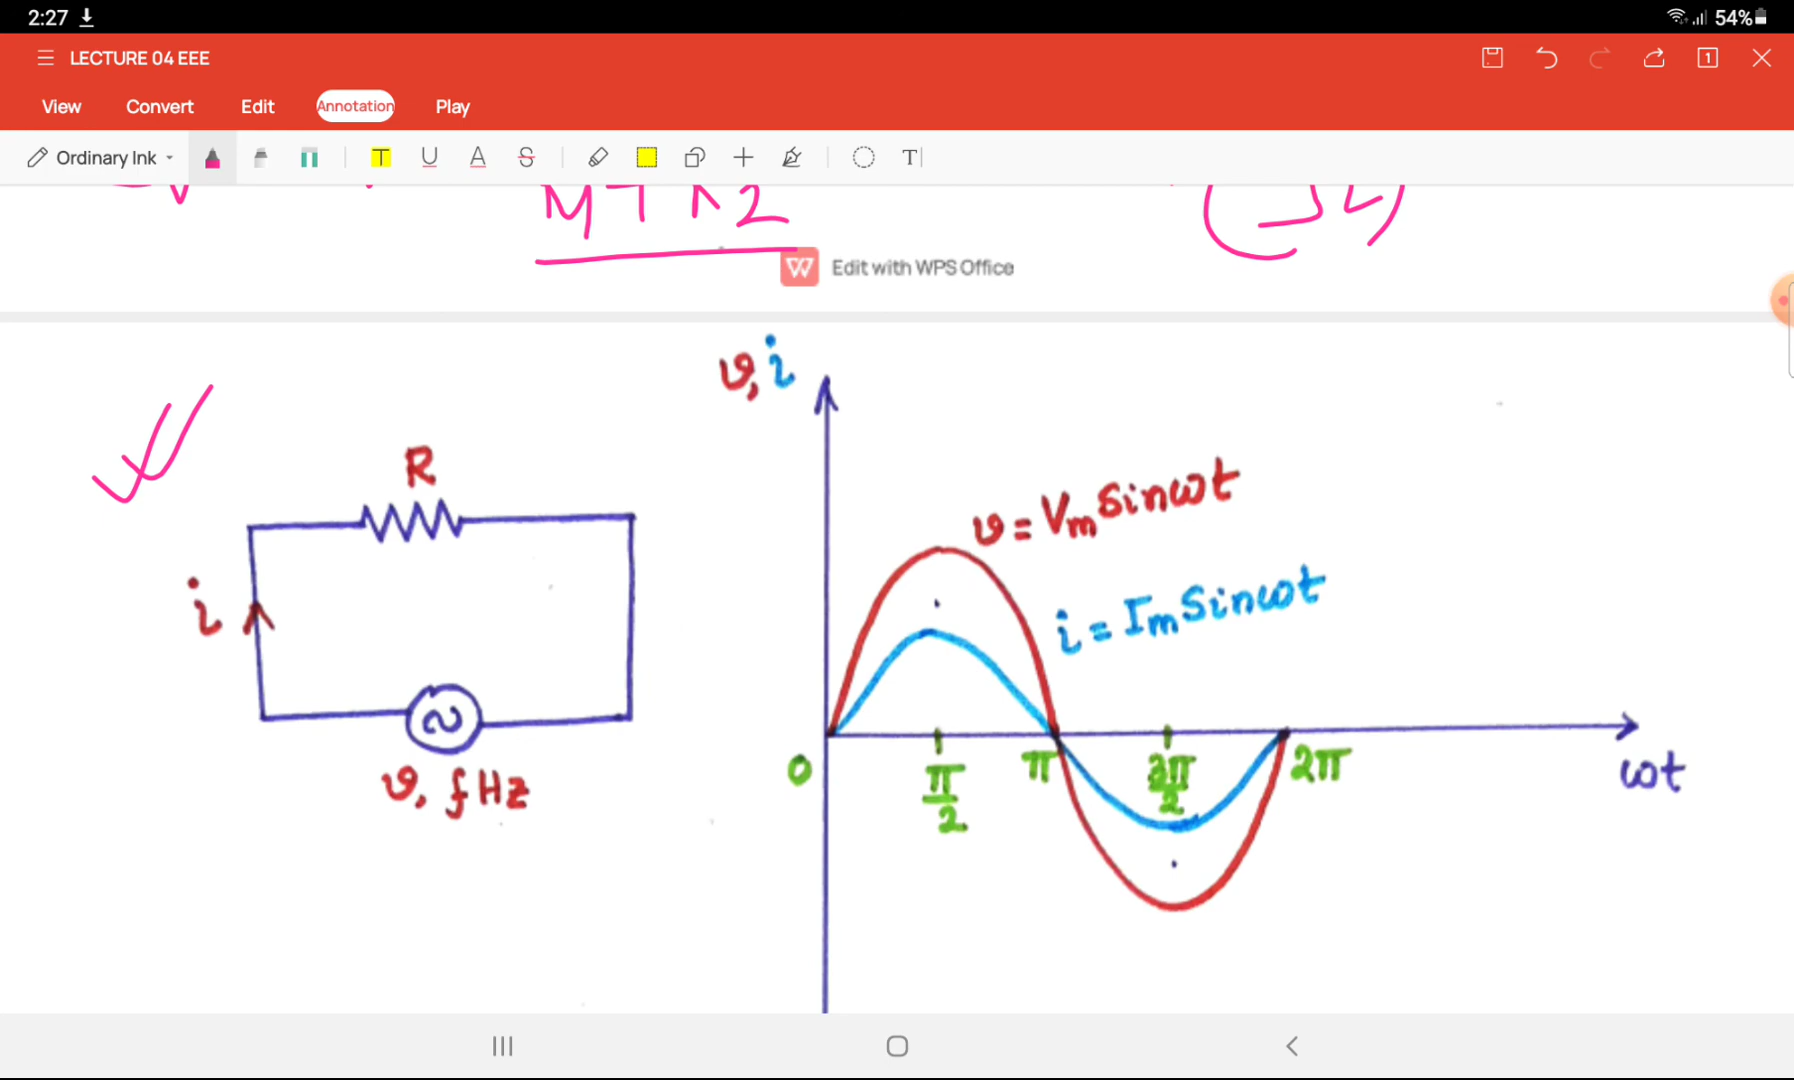 2:27
54%
LECTURE 04 EEE
1
View Convert Edit Annotation Play
Ordinary Ink T U A S T
Edit with WPS Office
v, i
R
v = Vm Sinωt
i = Im Sinωt
i
0 π/2 π 3π/2 2π ωt
v, f Hz